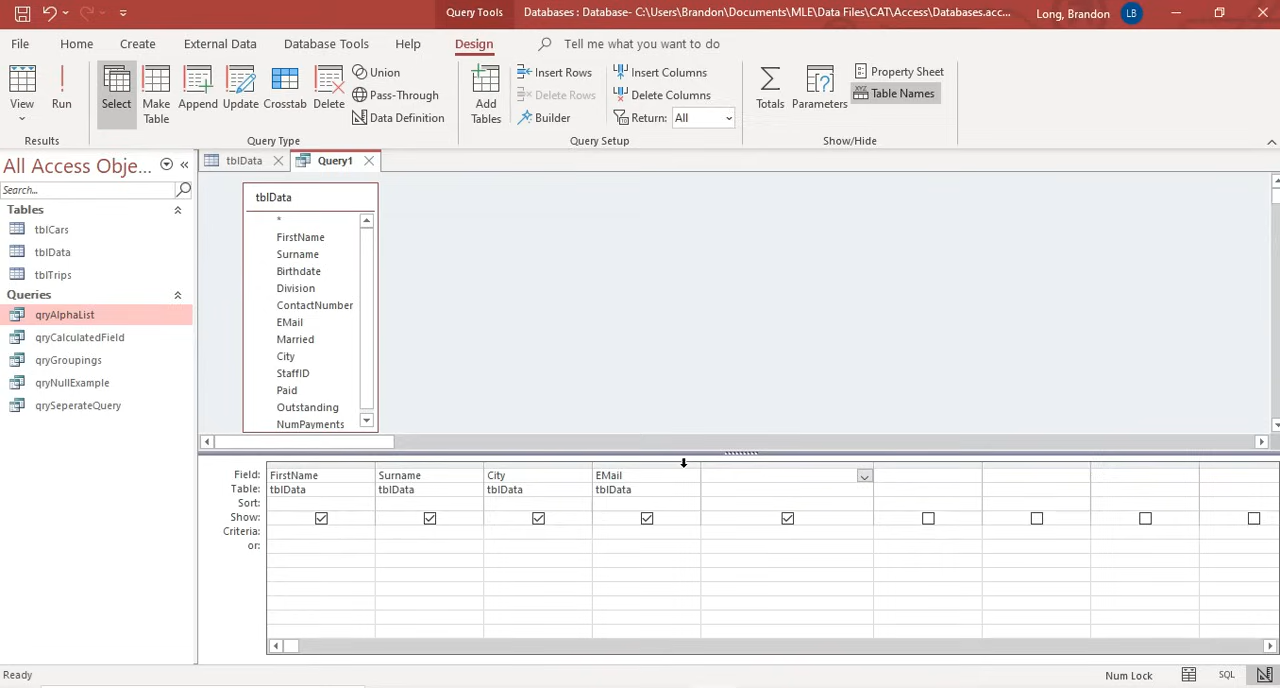 Query Tools
Databases : Database- C:\Users\Brandon\Documents\MLE\Data Files\CAT\Access\Databases.acc...
Long, Brandon
LB
File
Home
Create
External Data
Database Tools
Help
Design
Tell me what you want to do
View
Run
Select
Make Table
Append
Update
Crosstab
Delete
Union
Pass-Through
Data Definition
Add Tables
Insert Rows
Delete Rows
Builder
Insert Columns
Delete Columns
Return:
All
Totals
Parameters
Property Sheet
XYZ
Table Names
Results
Query Type
Query Setup
Show/Hide
All Access Obje...
Search...
Tables
tblCars
tblData
tblTrips
Queries
qryAlphaList
qryCalculatedField
qryGroupings
qryNullExample
qrySeperateQuery
tblData
Query1
tblData
*
FirstName
Surname
Birthdate
Division
ContactNumber
EMail
Married
City
StaffID
Paid
Outstanding
NumPayments
Field: FirstName Surname City EMail
Table: tblData tblData tblData tblData
Sort:
Show:
Criteria:
or:
Ready
Num Lock
SQL